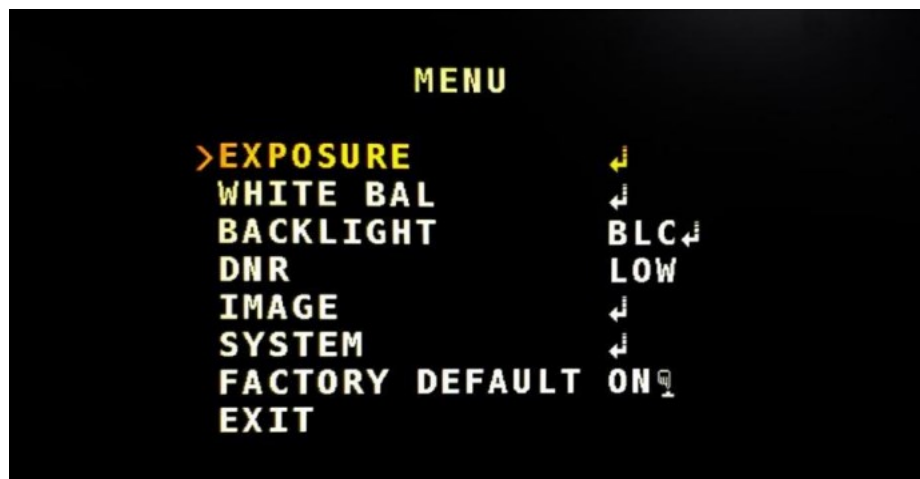 MENU
>EXPOSURE ↲
WHITE BAL ↲
BACKLIGHT BLC↲
DNR LOW
IMAGE ↲
SYSTEM ↲
FACTORY DEFAULT ON☟
EXIT